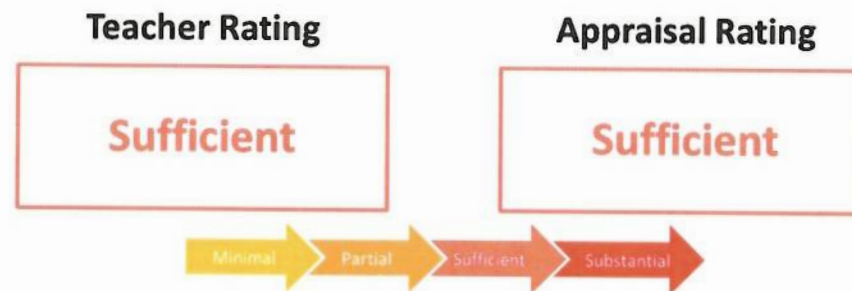 Teacher Rating
Appraisal Rating
Sufficient
Sufficient
Minimal
Partial
Sufficient
Substantial